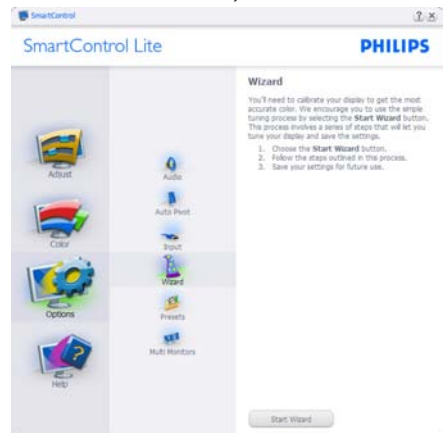 SmartControl
SmartControl Lite
PHILIPS
Adjust
Color
Options
Help
Audio
Auto Pivot
Input
Wizard
Presets
Multi Monitors
Wizard
You'll need to calibrate your display to get the most
accurate color. We encourage you to use the simple
tuning process by selecting the Start Wizard button.
This process involves a series of steps that will let you
tune your display and save the settings.
1. Choose the Start Wizard button.
2. Follow the steps outlined in this process.
3. Save your settings for future use.
Start Wizard